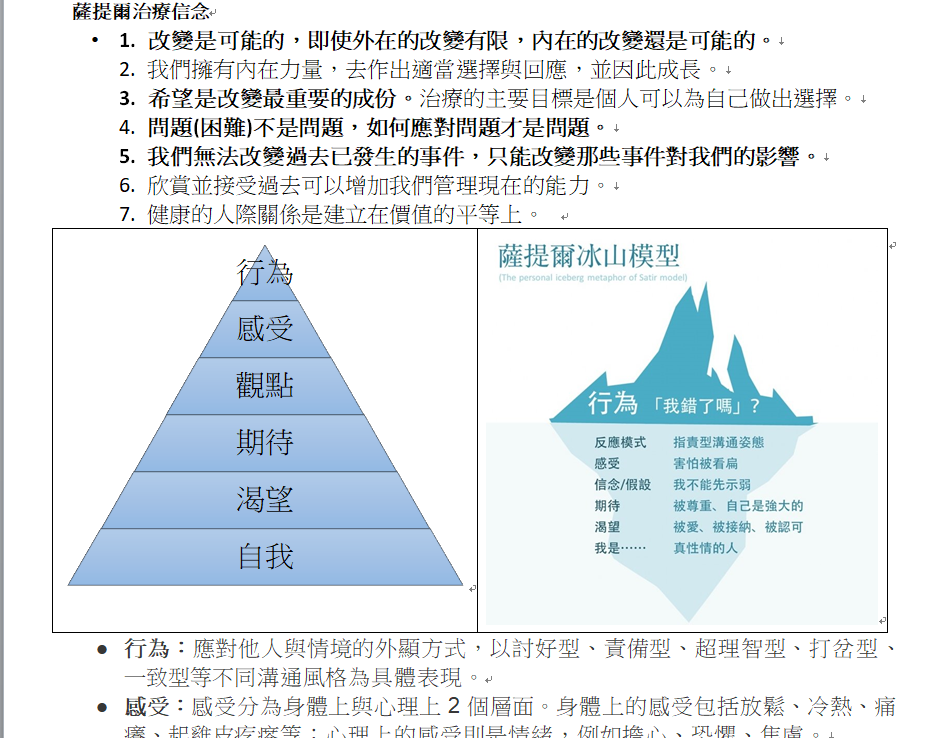 薩提爾治療信念
• 1. 改變是可能的，即使外在的改變有限，內在的改變還是可能的。
2. 我們擁有內在力量，去作出適當選擇與回應，並因此成長。
3. 希望是改變最重要的成份。治療的主要目標是個人可以為自己做出選擇。
4. 問題(困難)不是問題，如何應對問題才是問題。
5. 我們無法改變過去已發生的事件，只能改變那些事件對我們的影響。
6. 欣賞並接受過去可以增加我們管理現在的能力。
7. 健康的人際關係是建立在價值的平等上。
行為
感受
觀點
期待
渴望
自我
薩提爾冰山模型
(The personal iceberg metaphor of Satir model)
行為 「我錯了嗎」?
反應模式 指責型溝通姿態
感受 害怕被看扁
信念/假設 我不能先示弱
期待 被尊重、自己是強大的
渴望 被愛、被接納、被認可
我是…… 真性情的人
● 行為：應對他人與情境的外顯方式，以討好型、責備型、超理智型、打岔型、
一致型等不同溝通風格為具體表現。
● 感受：感受分為身體上與心理上 2 個層面。身體上的感受包括放鬆、冷熱、痛
癢、起雞皮疙瘩等；心理上的感受則是情緒，例如擔心、恐懼、焦慮。